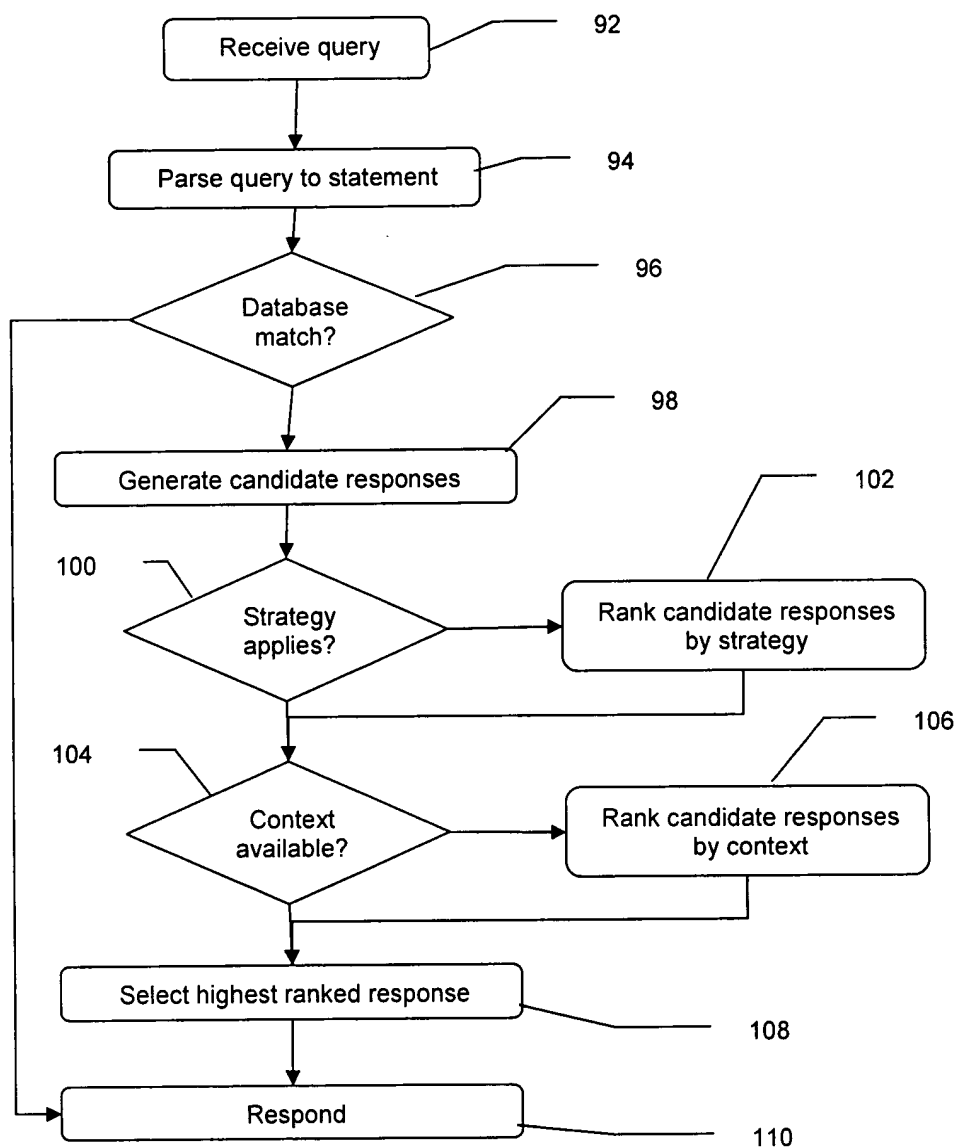 Receive query
92
Parse query to statement
94
Database
match?
96
Generate candidate responses
98
Strategy
applies?
100
Rank candidate responses
by strategy
102
Context
available?
104
Rank candidate responses
by context
106
Select highest ranked response
108
Respond
110